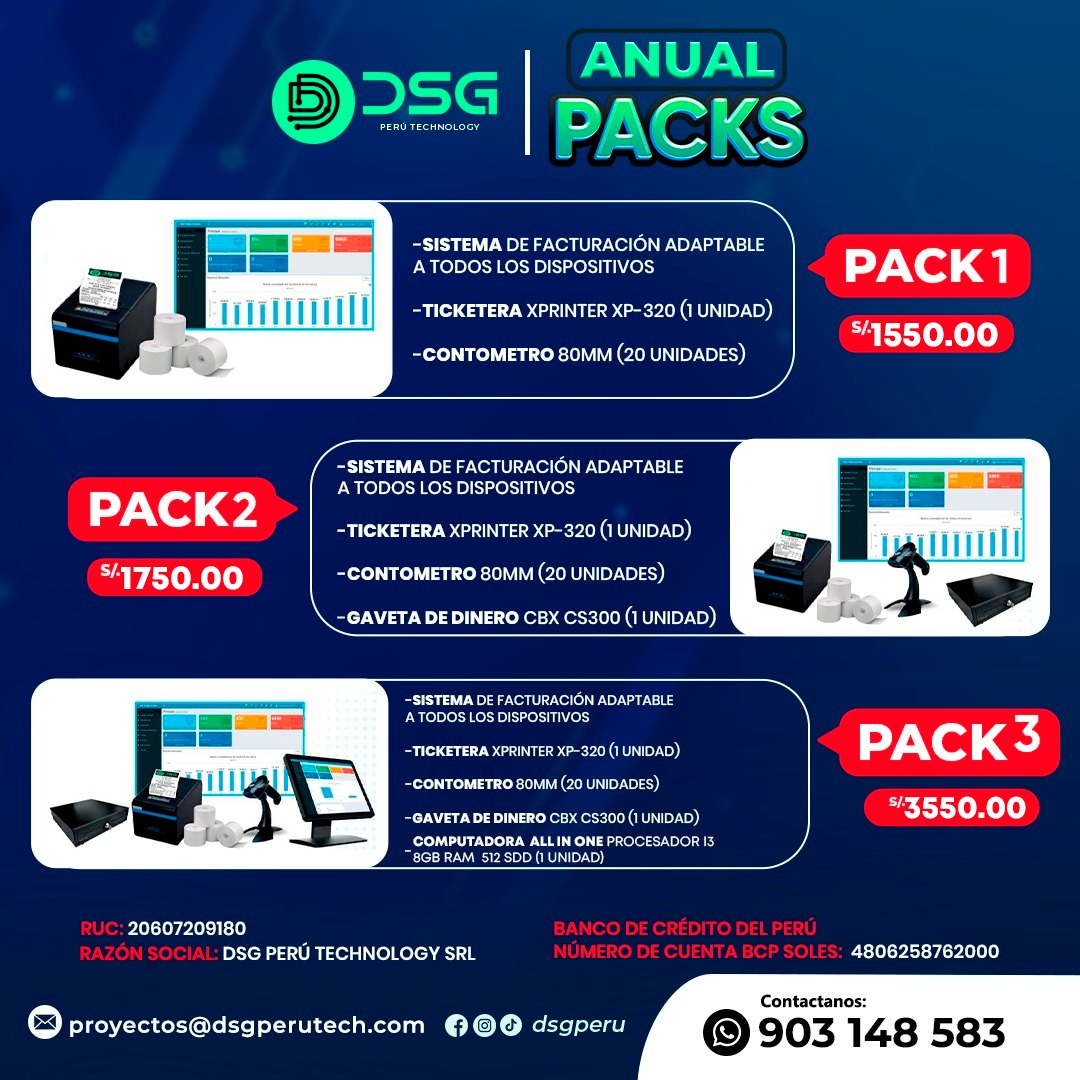 DSG
PERÚ TECHNOLOGY
ANUAL
PACKS
-SISTEMA DE FACTURACIÓN ADAPTABLE
A TODOS LOS DISPOSITIVOS
-TICKETERA XPRINTER XP-320 (1 UNIDAD)
-CONTOMETRO 80MM (20 UNIDADES)
PACK 1
S/.1550.00
PACK 2
S/.1750.00
-SISTEMA DE FACTURACIÓN ADAPTABLE
A TODOS LOS DISPOSITIVOS
-TICKETERA XPRINTER XP-320 (1 UNIDAD)
-CONTOMETRO 80MM (20 UNIDADES)
-GAVETA DE DINERO CBX CS300 (1 UNIDAD)
-SISTEMA DE FACTURACIÓN ADAPTABLE
A TODOS LOS DISPOSITIVOS
-TICKETERA XPRINTER XP-320 (1 UNIDAD)
-CONTOMETRO 80MM (20 UNIDADES)
-GAVETA DE DINERO CBX CS300 (1 UNIDAD)
-COMPUTADORA ALL IN ONE PROCESADOR I3
8GB RAM 512 SDD (1 UNIDAD)
PACK 3
S/.3550.00
RUC: 20607209180
RAZÓN SOCIAL: DSG PERÚ TECHNOLOGY SRL
BANCO DE CRÉDITO DEL PERÚ
NÚMERO DE CUENTA BCP SOLES: 4806258762000
proyectos@dsgperutech.com
dsgperu
Contactanos:
903 148 583